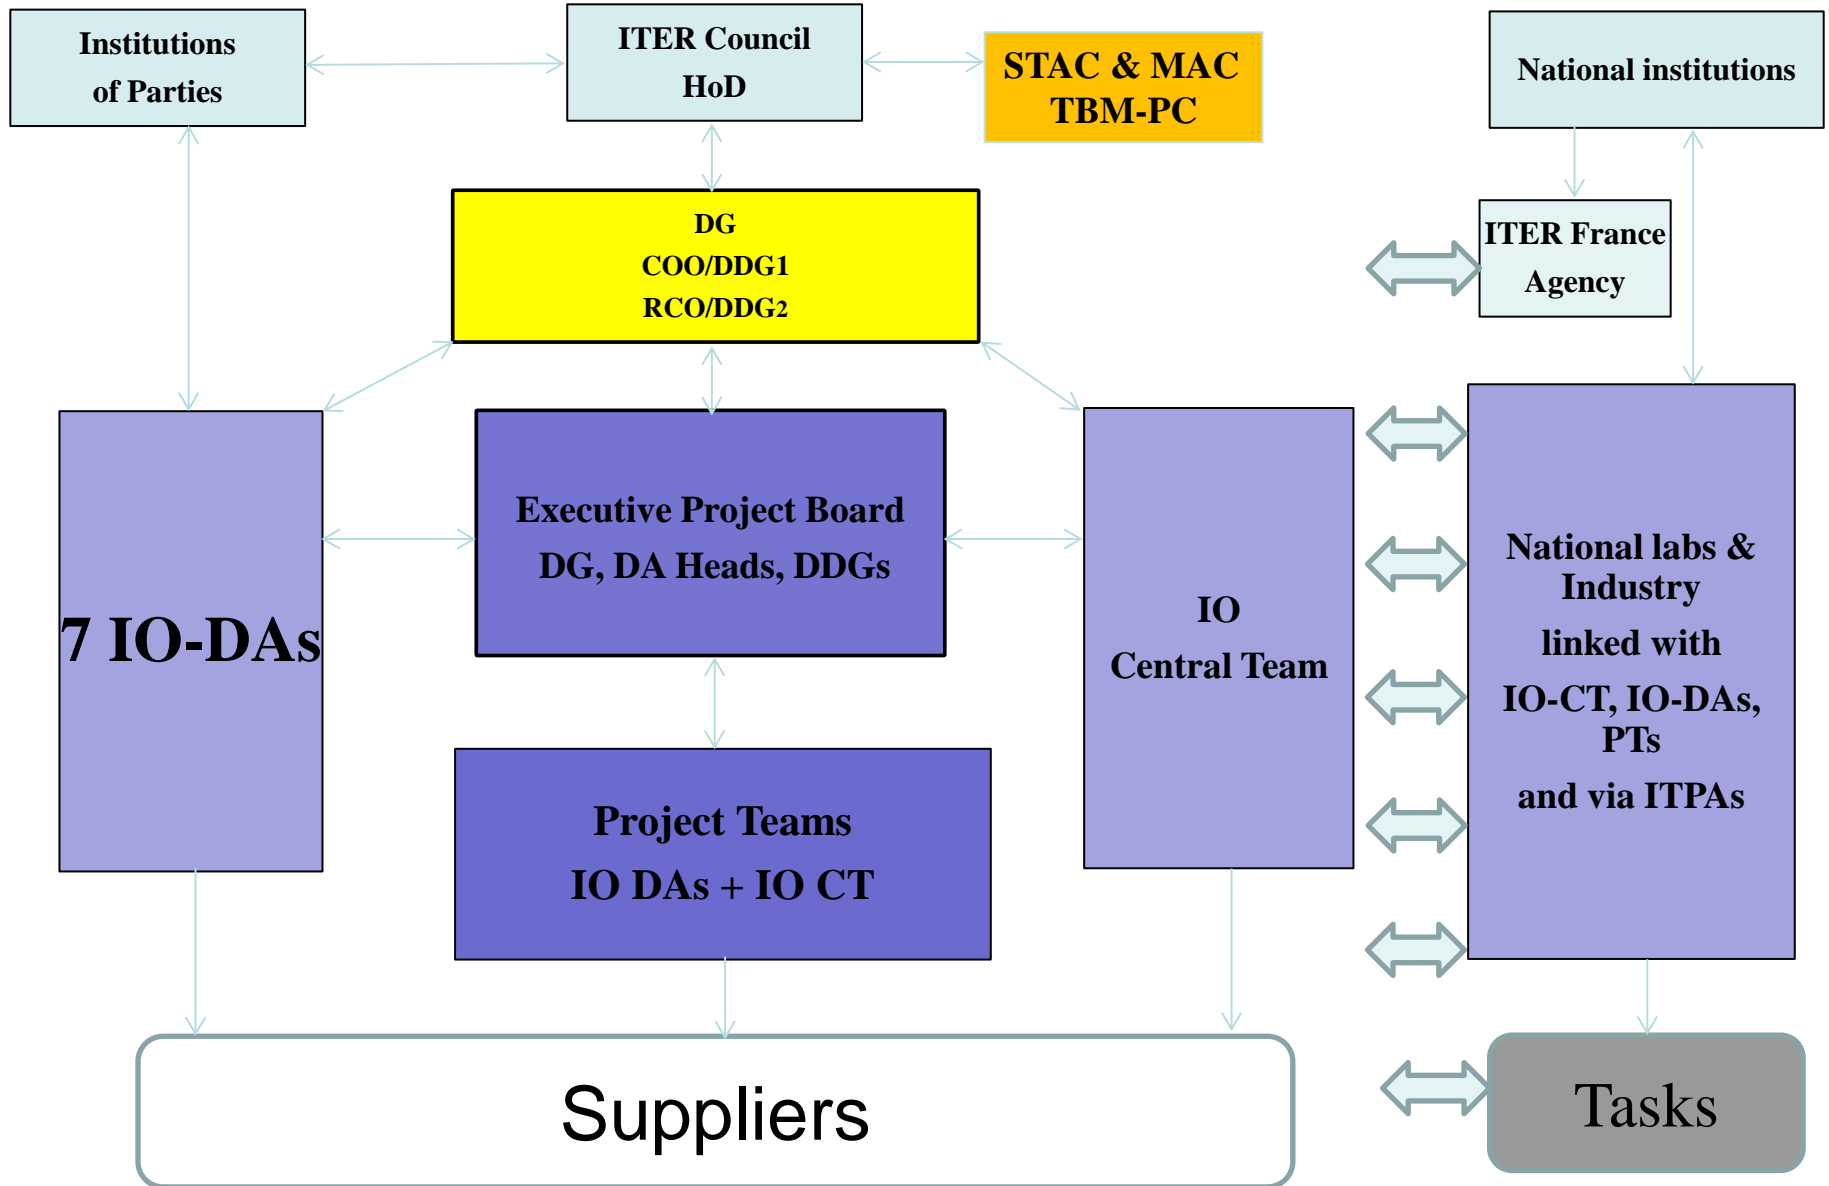 Institutions
of Parties
ITER Council
HoD
STAC & MAC
TBM-PC
National institutions
DG
COO/DDG1
RCO/DDG2
ITER France
Agency
7 IO-DAs
Executive Project Board
DG, DA Heads, DDGs
IO
Central Team
National labs &
Industry
linked with
IO-CT, IO-DAs,
PTs
and via ITPAs
Project Teams
IO DAs + IO CT
Suppliers
Tasks